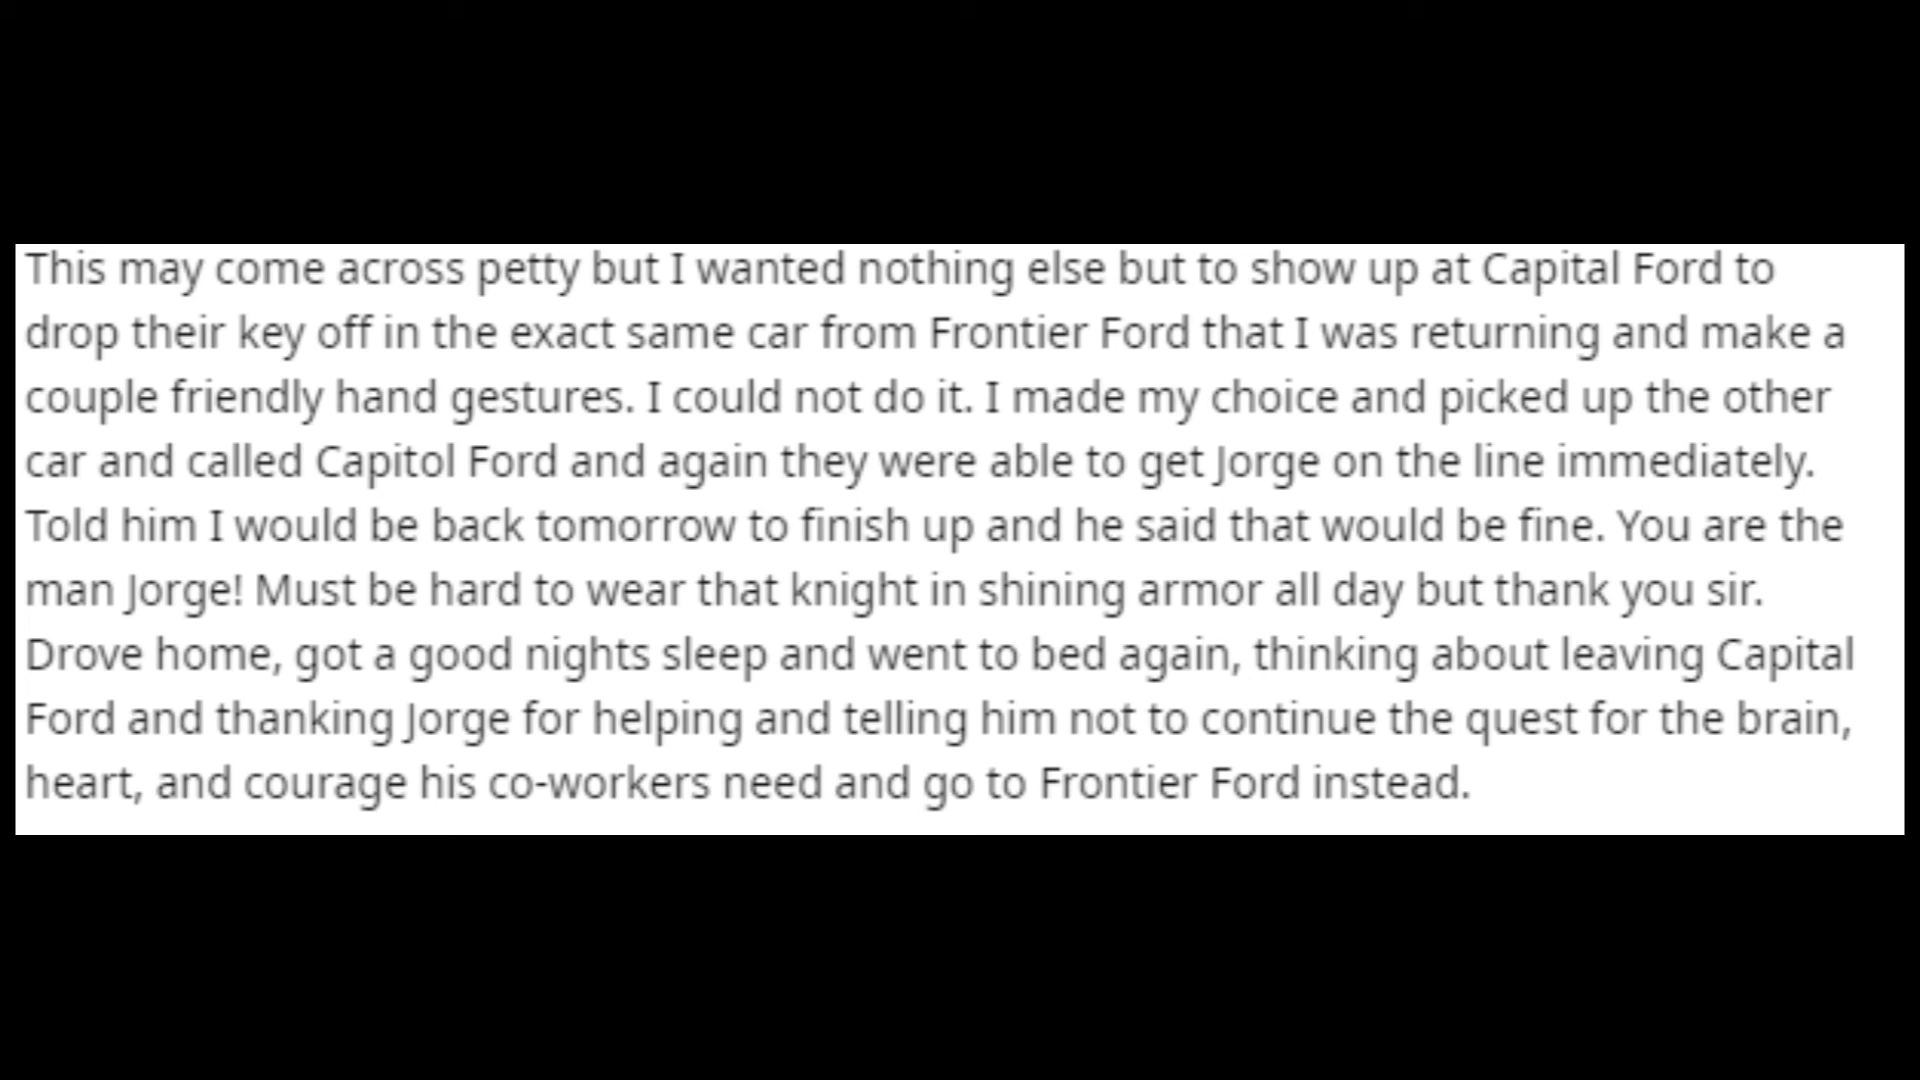 This may come across petty but I wanted nothing else but to show up at Capital Ford to
drop their key off in the exact same car from Frontier Ford that I was returning and make a
couple friendly hand gestures. I could not do it. I made my choice and picked up the other
car and called Capitol Ford and again they were able to get Jorge on the line immediately.
Told him I would be back tomorrow to finish up and he said that would be fine. You are the
man Jorge! Must be hard to wear that knight in shining armor all day but thank you sir.
Drove home, got a good nights sleep and went to bed again, thinking about leaving Capital
Ford and thanking Jorge for helping and telling him not to continue the quest for the brain,
heart, and courage his co-workers need and go to Frontier Ford instead.